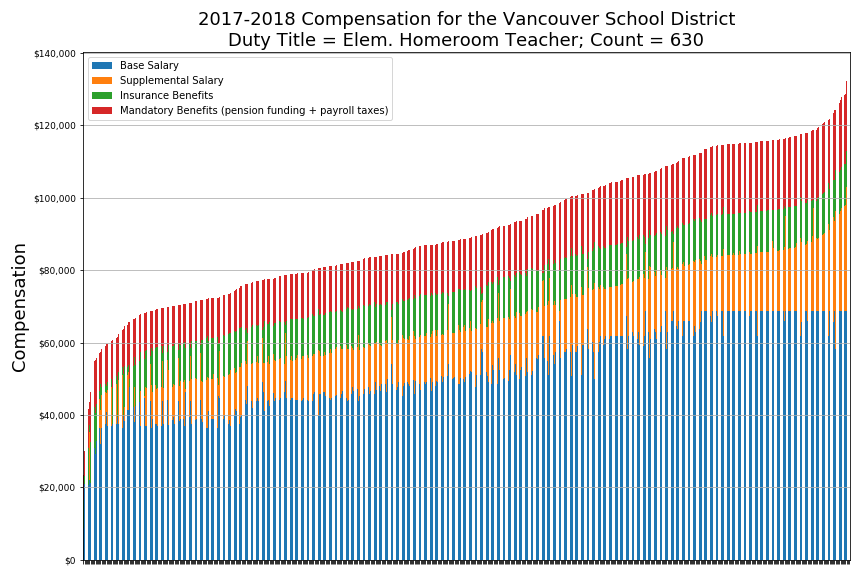 2017-2018 Compensation for the Vancouver School District
Duty Title = Elem. Homeroom Teacher; Count = 630
$140,000
Base Salary
Supplemental Salary
Insurance Benefits
Mandatory Benefits (pension funding + payroll taxes)
$120,000
$100,000
$80,000
Compensation
$60,000
$40,000
$20,000
$0